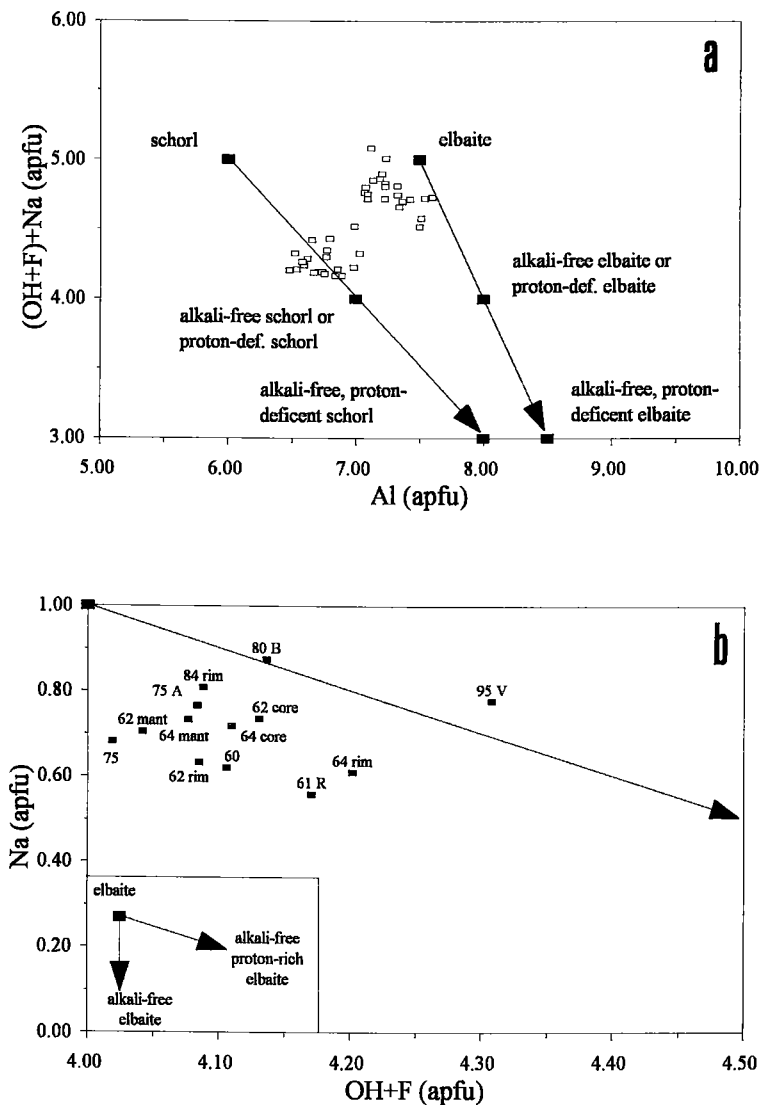 a
6.00
5.00
4.00
3.00
(OH+F)+Na (apfu)
schorl
elbaite
alkali-free elbaite or
proton-def. elbaite
alkali-free schorl or
proton-def. schorl
alkali-free, proton-
deficent schorl
alkali-free, proton-
deficent elbaite
5.00 6.00 7.00 8.00 9.00 10.00
Al (apfu)
b
1.00
0.80
0.60
0.40
0.20
0.00
Na (apfu)
80 B
84 rim
75 A
95 V
62 mant
62 core
64 mant
64 core
75
62 rim
60
64 rim
61 R
elbaite
alkali-free
proton-rich
elbaite
alkali-free
elbaite
4.00 4.10 4.20 4.30 4.40 4.50
OH+F (apfu)